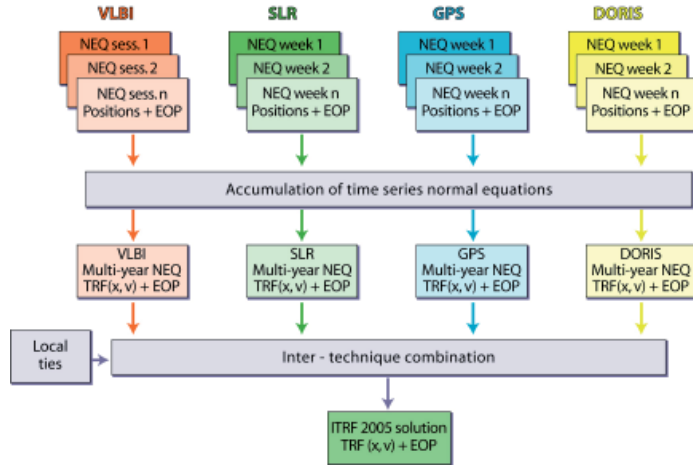 VLBI
SLR
GPS
DORIS
NEQ sess. 1
NEQ sess. 2
NEQ sess. n
Positions + EOP
NEQ week 1
NEQ week 2
NEQ week n
Positions + EOP
NEQ week 1
NEQ week 2
NEQ week n
Positions + EOP
NEQ week 1
NEQ week 2
NEQ week n
Positions + EOP
Accumulation of time series normal equations
VLBI
Multi-year NEQ
TRF(x, v) + EOP
SLR
Multi-year NEQ
TRF(x, v) + EOP
GPS
Multi-year NEQ
TRF(x, v) + EOP
DORIS
Multi-year NEQ
TRF(x, v) + EOP
Local
ties
Inter - technique combination
ITRF 2005 solution
TRF (x, v) + EOP